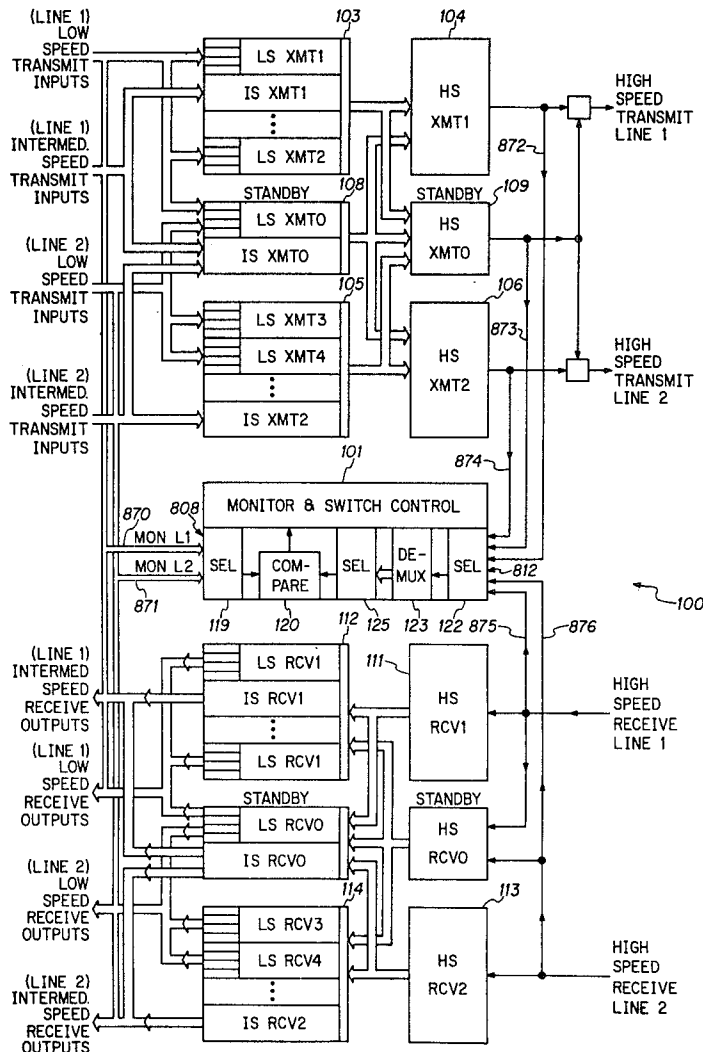 (LINE 1)
LOW
SPEED
TRANSMIT
INPUTS
(LINE 1)
INTERMED.
SPEED
TRANSMIT
INPUTS
(LINE 2)
LOW
SPEED
TRANSMIT
INPUTS
(LINE 2)
INTERMED.
SPEED
TRANSMIT
INPUTS
103
LS XMT1
IS XMT1
LS XMT2
STANDBY
108
LS XMT0
IS XMT0
105
LS XMT3
LS XMT4
IS XMT2
104
HS
XMT1
STANDBY
109
HS
XMT0
106
HS
XMT2
872
873
874
HIGH
SPEED
TRANSMIT
LINE 1
HIGH
SPEED
TRANSMIT
LINE 2
101
MONITOR & SWITCH CONTROL
808
870
MON L1
MON L2
871
SEL
COM-
PARE
SEL
DE-
MUX
SEL
812
119
120
125
123
122
875
876
100
(LINE 1)
INTERMED
SPEED
RECEIVE
OUTPUTS
(LINE 1)
LOW
SPEED
RECEIVE
OUTPUTS
(LINE 2)
LOW
SPEED
RECEIVE
OUTPUTS
(LINE 2)
INTERMED.
SPEED
RECEIVE
OUTPUTS
112
LS RCV1
IS RCV1
LS RCV1
STANDBY
LS RCV0
IS RCV0
114
LS RCV3
LS RCV4
IS RCV2
111
HS
RCV1
STANDBY
HS
RCV0
113
HS
RCV2
HIGH
SPEED
RECEIVE
LINE 1
HIGH
SPEED
RECEIVE
LINE 2